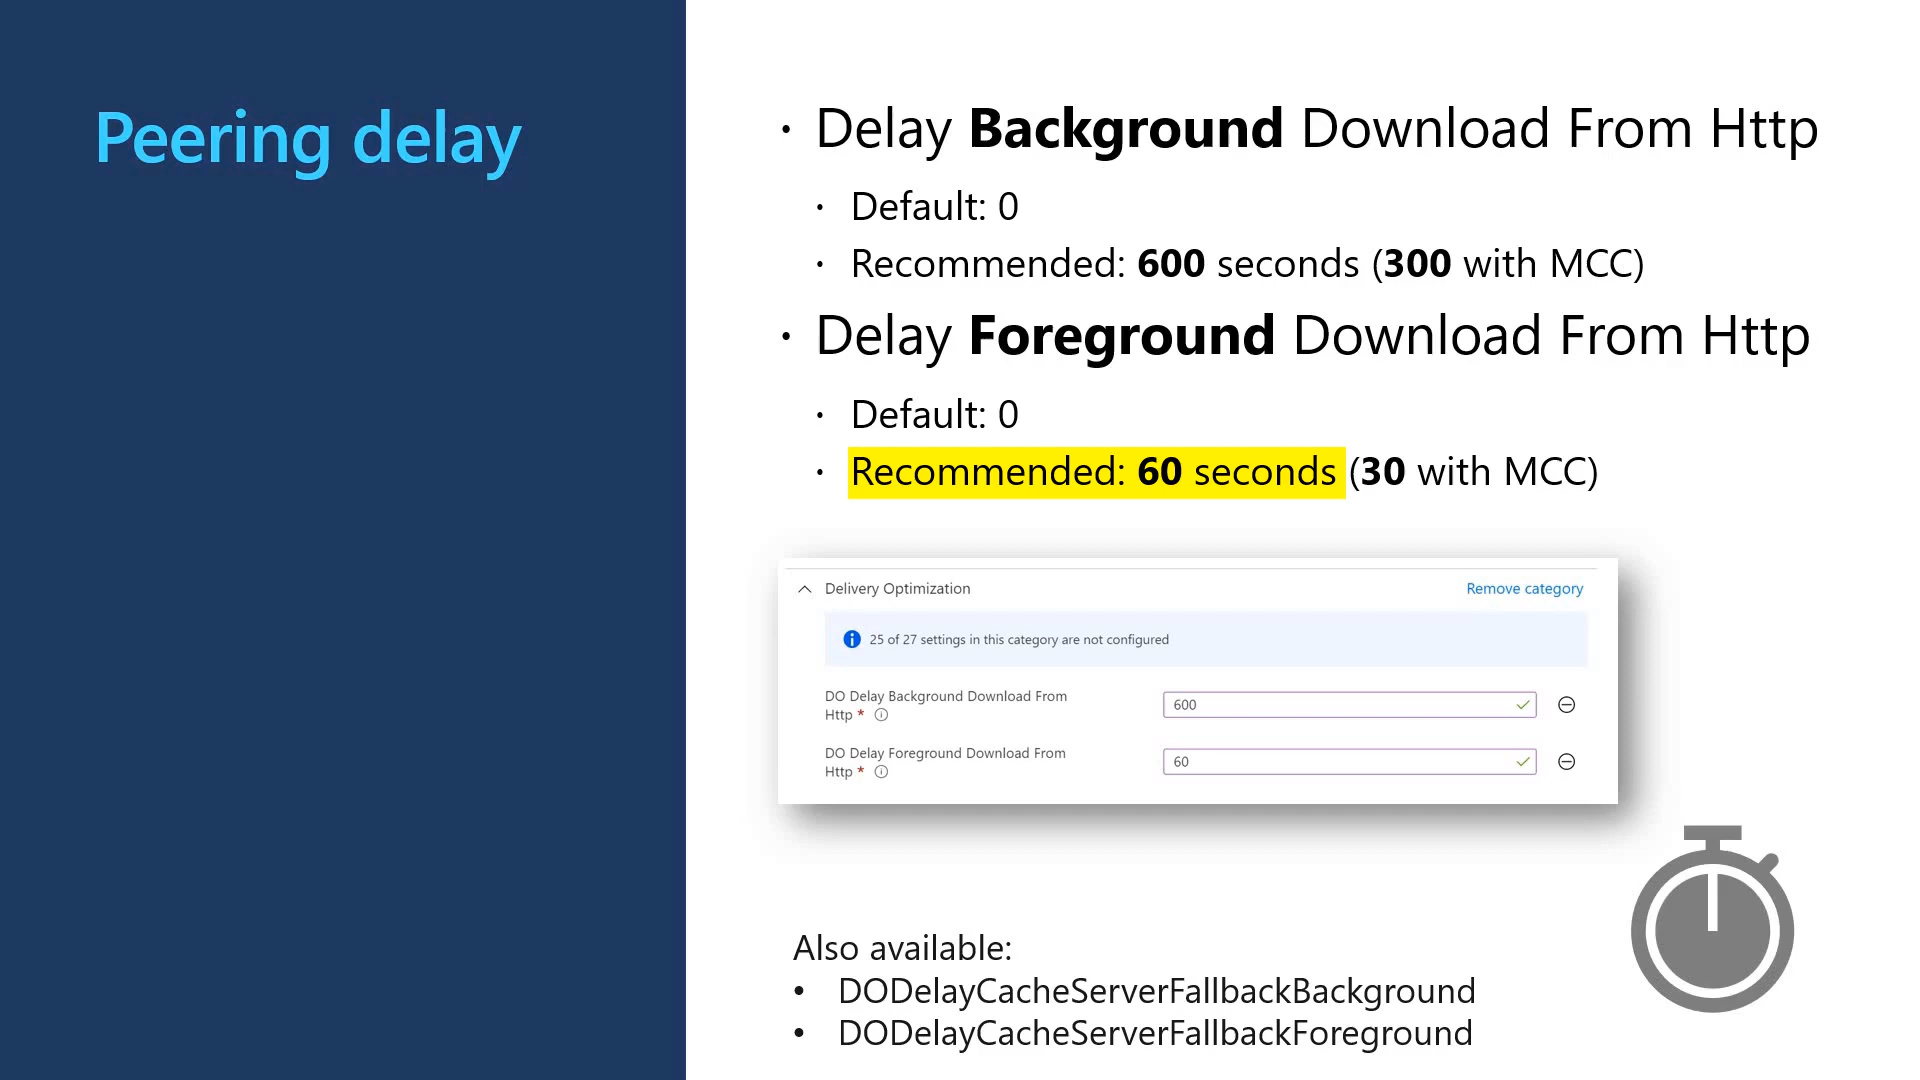 Peering delay
• Delay Background Download From Http
• Default: 0
• Recommended: 600 seconds (300 with MCC)
• Delay Foreground Download From Http
• Default: 0
• Recommended: 60 seconds (30 with MCC)
Delivery Optimization
Remove category
25 of 27 settings in this category are not configured
DO Delay Background Download From
Http *
600
DO Delay Foreground Download From
Http *
60
Also available:
• DODelayCacheServerFallbackBackground
• DODelayCacheServerFallbackForeground